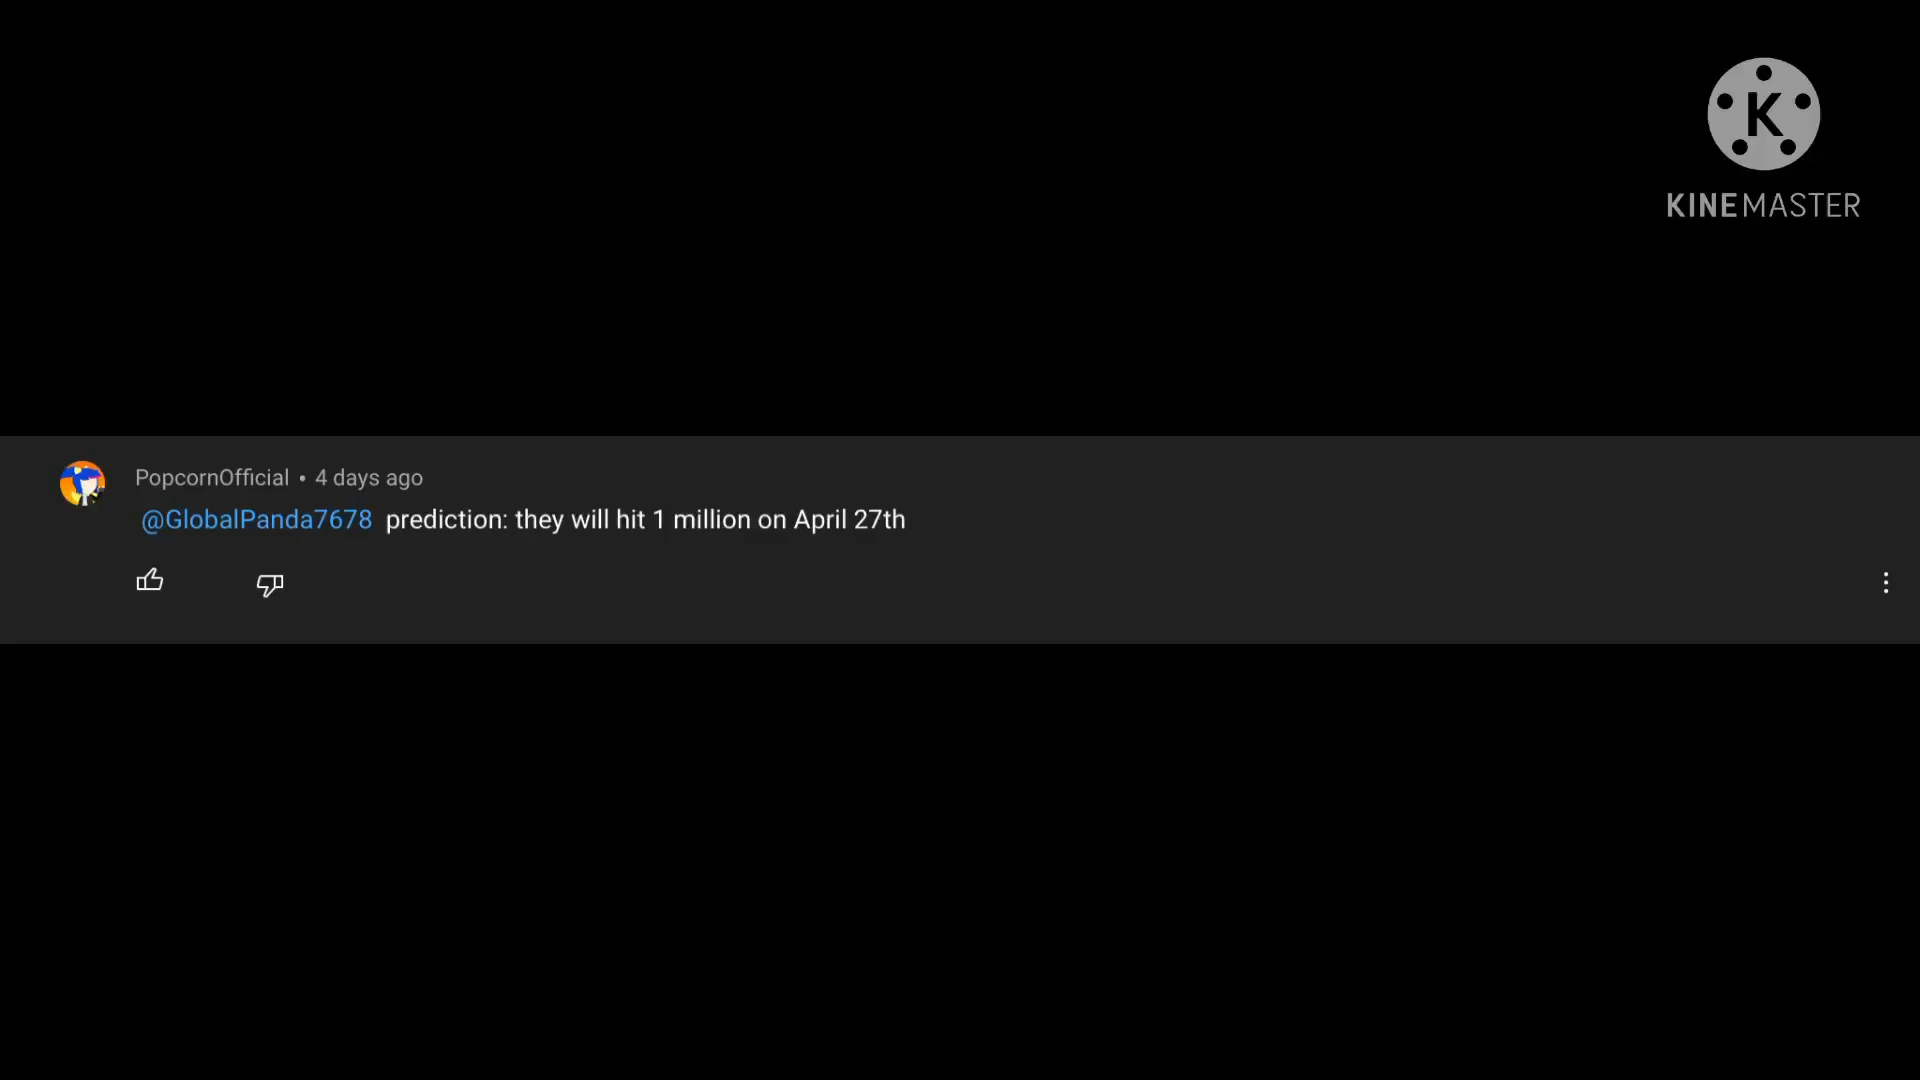 K
KINEMASTER
PopcornOfficial • 4 days ago
@GlobalPanda7678 prediction: they will hit 1 million on April 27th